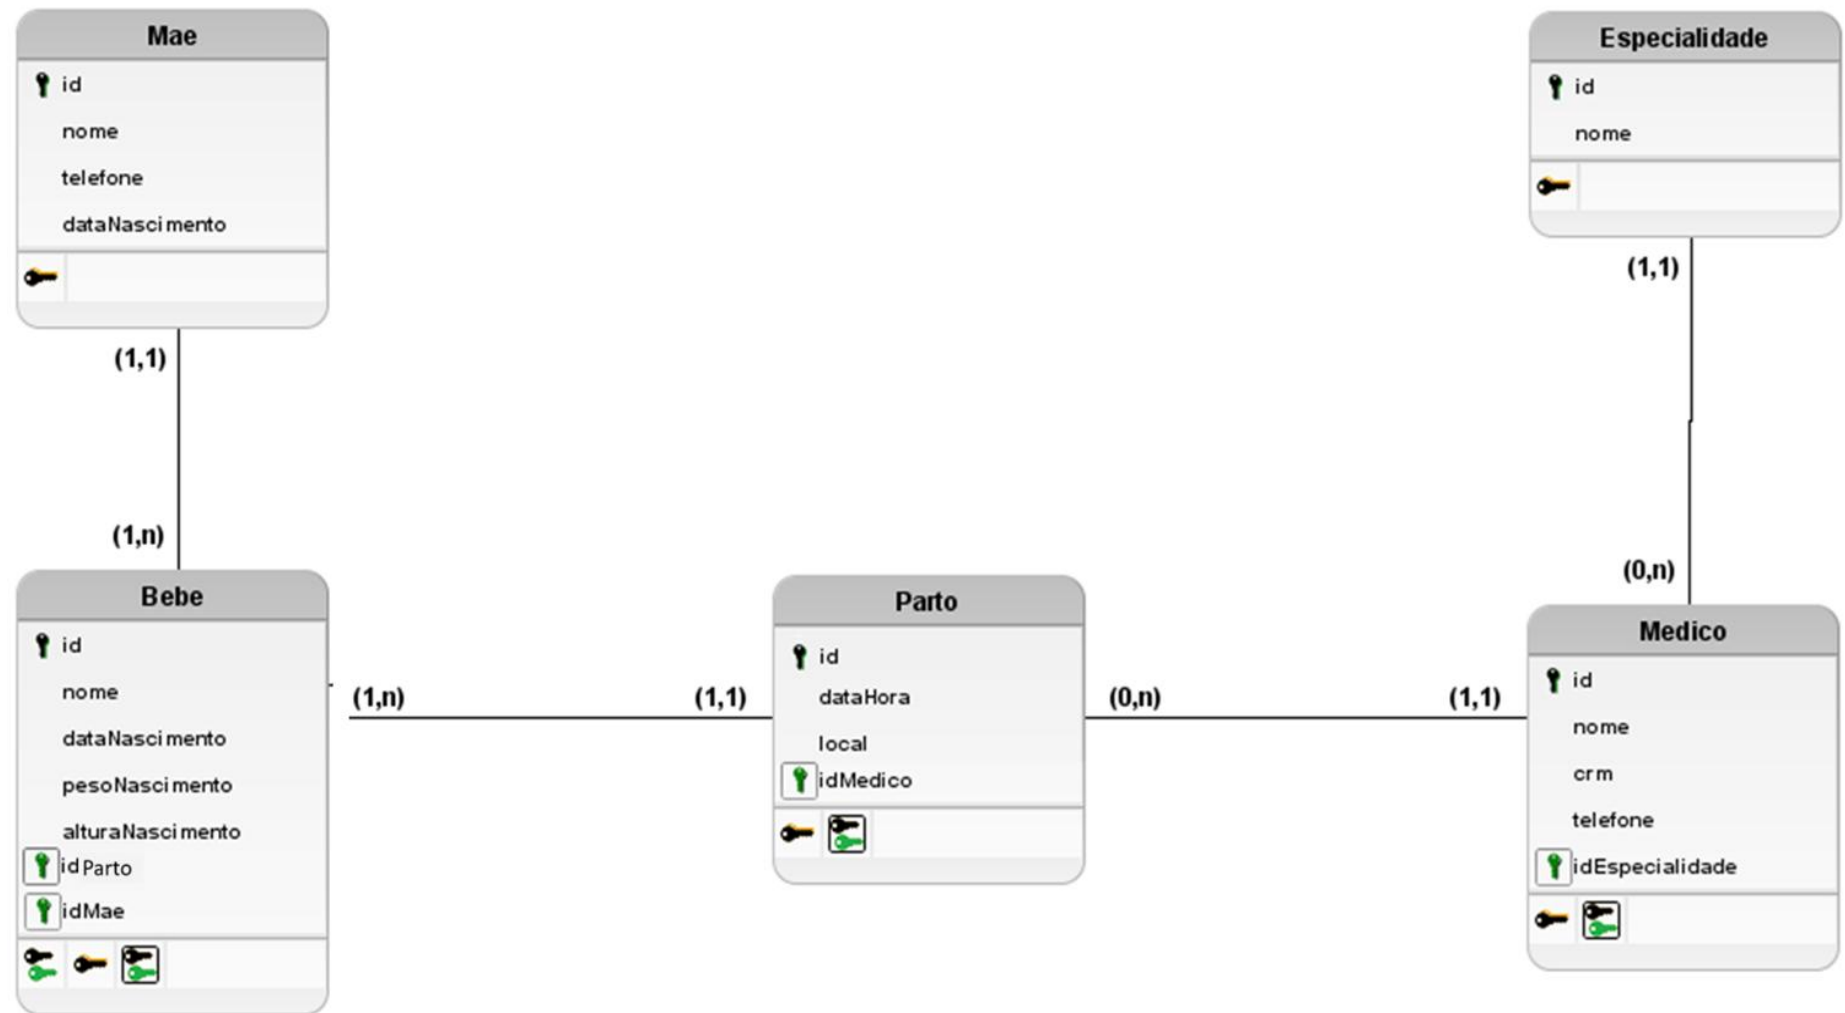 Mae
id
nome
telefone
dataNascimento
(1,1)
(1,n)
Bebe
id
nome
dataNascimento
pesoNascimento
alturaNascimento
idParto
idMae
(1,n)
(1,1)
Parto
id
dataHora
local
idMedico
(0,n)
(1,1)
Especialidade
id
nome
(1,1)
(0,n)
Medico
id
nome
crm
telefone
idEspecialidade